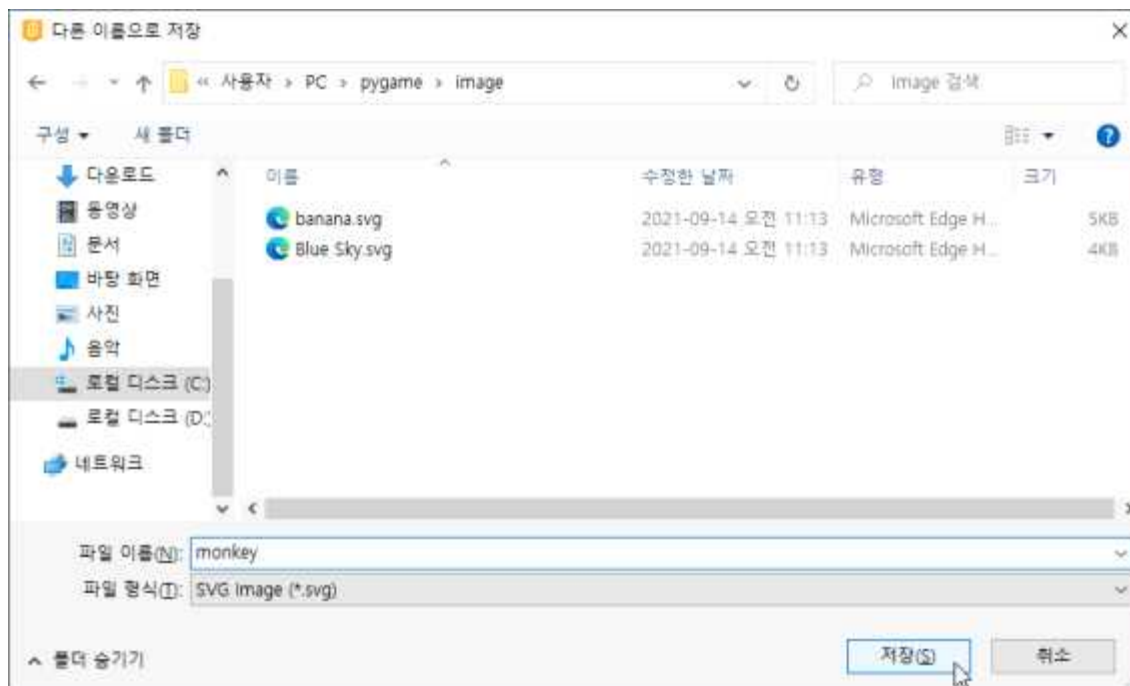 다른 이름으로 저장
« 사용자 › PC › pygame › image
image 검색
구성
새 폴더
이름 수정한 날짜 유형 크기
다운로드
동영상
문서
바탕 화면
사진
음악
로컬 디스크 (C:)
로컬 디스크 (D:)
네트워크
banana.svg 2021-09-14 오전 11:13 Microsoft Edge H... 5KB
Blue Sky.svg 2021-09-14 오전 11:13 Microsoft Edge H... 4KB
파일 이름(N): monkey
파일 형식(T): SVG Image (*.svg)
폴더 숨기기
저장(S)
취소